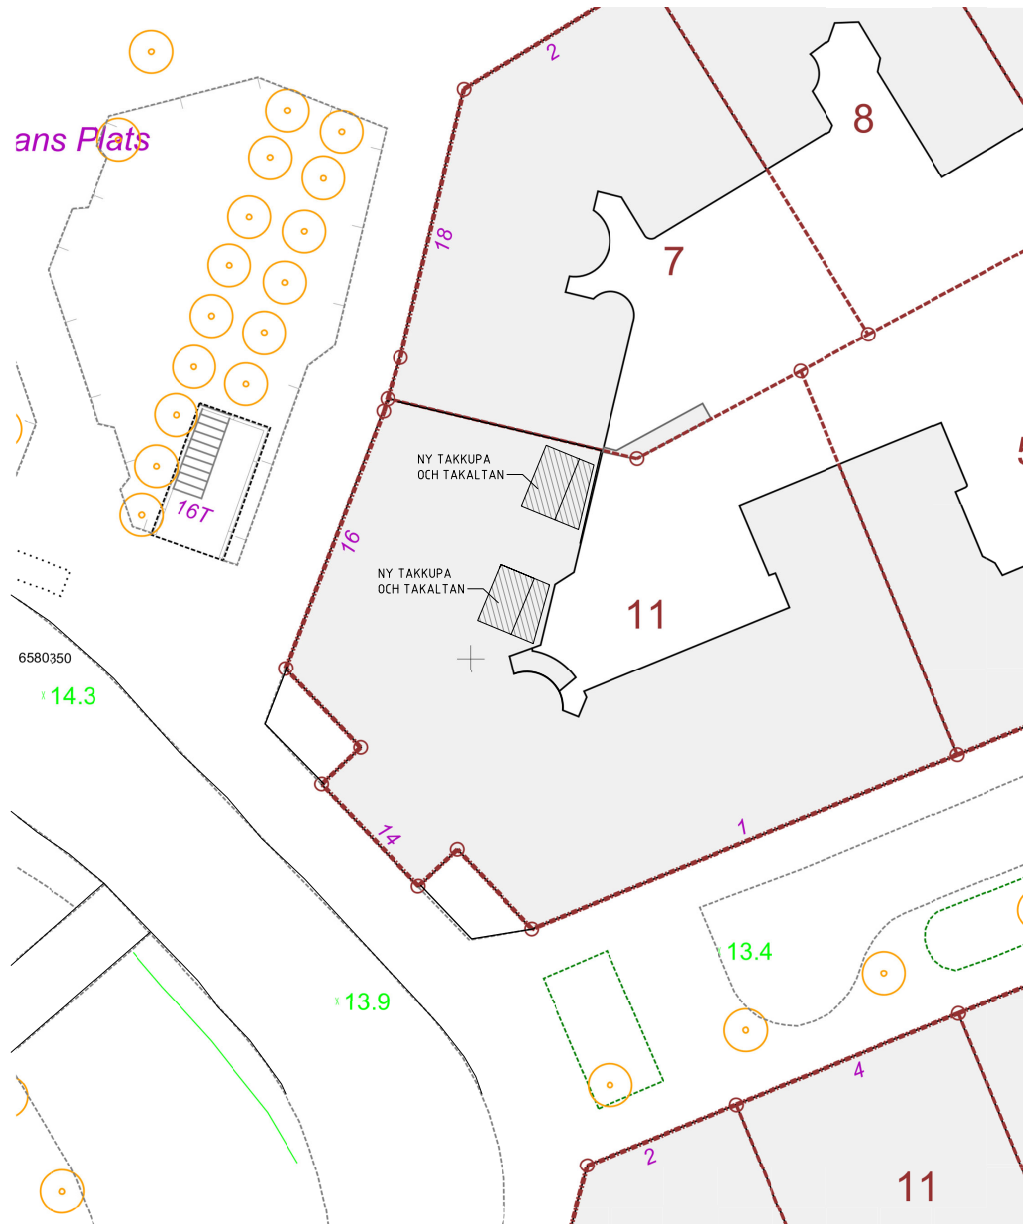 2
8
ans Plats
18
7
NY TAKKUPA
OCH TAKALTAN
5
16T
16
NY TAKKUPA
OCH TAKALTAN
11
6580350
14.3
14
1
13.4
13.9
4
2
11